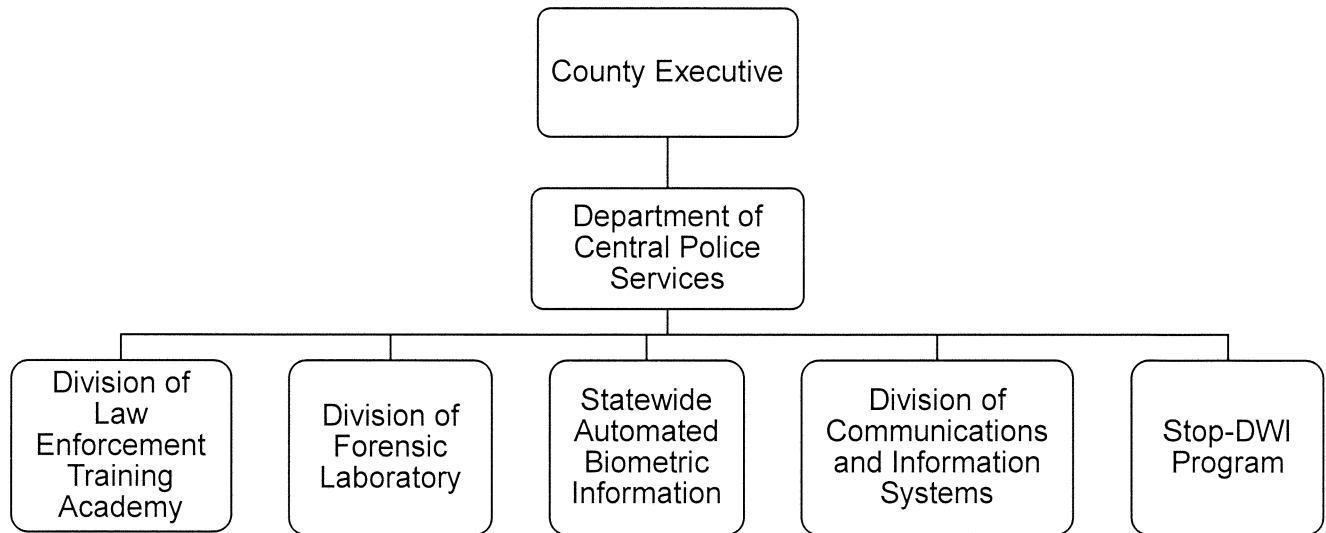 County Executive
Department of
Central Police
Services
Division of
Law
Enforcement
Training
Academy
Division of
Forensic
Laboratory
Statewide
Automated
Biometric
Information
Division of
Communications
and Information
Systems
Stop-DWI
Program